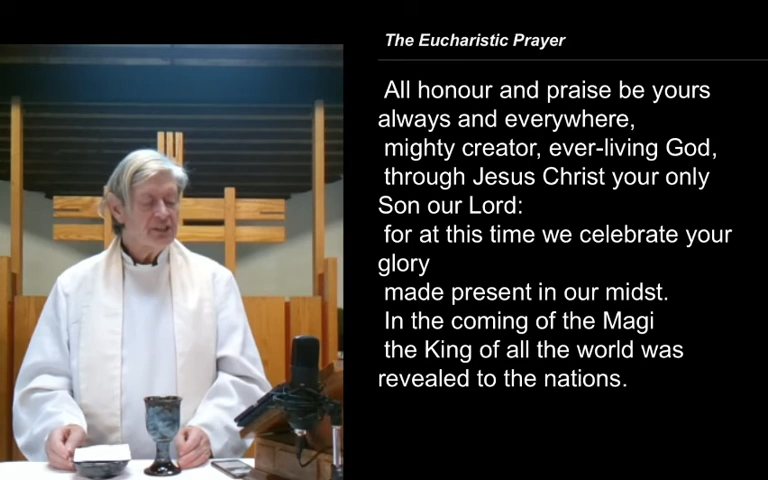 The Eucharistic Prayer
All honour and praise be yours
always and everywhere,
mighty creator, ever-living God,
through Jesus Christ your only
Son our Lord:
for at this time we celebrate your
glory
made present in our midst.
In the coming of the Magi
the King of all the world was
revealed to the nations.